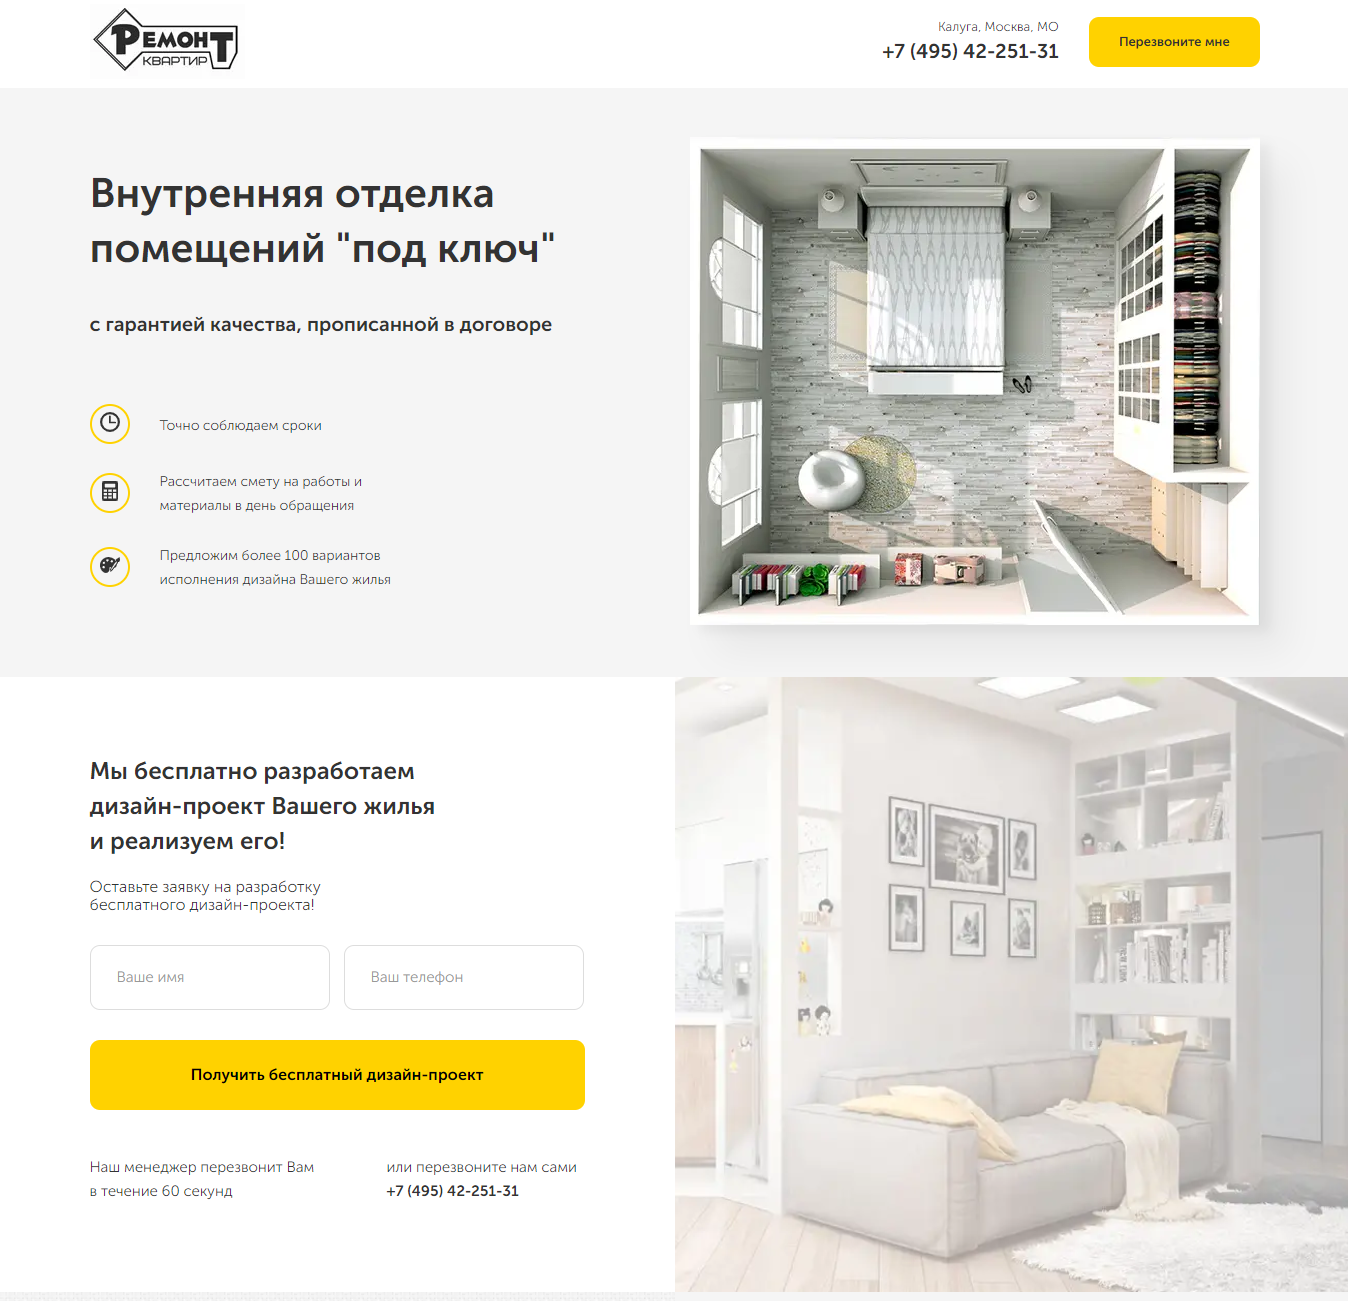 РЕМОНТ
КВАРТИР
Калуга, Москва, МО
+7 (495) 42-251-31
Перезвоните мне
Внутренняя отделка
помещений "под ключ"
с гарантией качества, прописанной в договоре
Точно соблюдаем сроки
Рассчитаем смету на работы и
материалы в день обращения
Предложим более 100 вариантов
исполнения дизайна Вашего жилья
Мы бесплатно разработаем
дизайн-проект Вашего жилья
и реализуем его!
Оставьте заявку на разработку
бесплатного дизайн-проекта!
Ваше имя
Ваш телефон
Получить бесплатный дизайн-проект
Наш менеджер перезвонит Вам
в течение 60 секунд
или перезвоните нам сами
+7 (495) 42-251-31